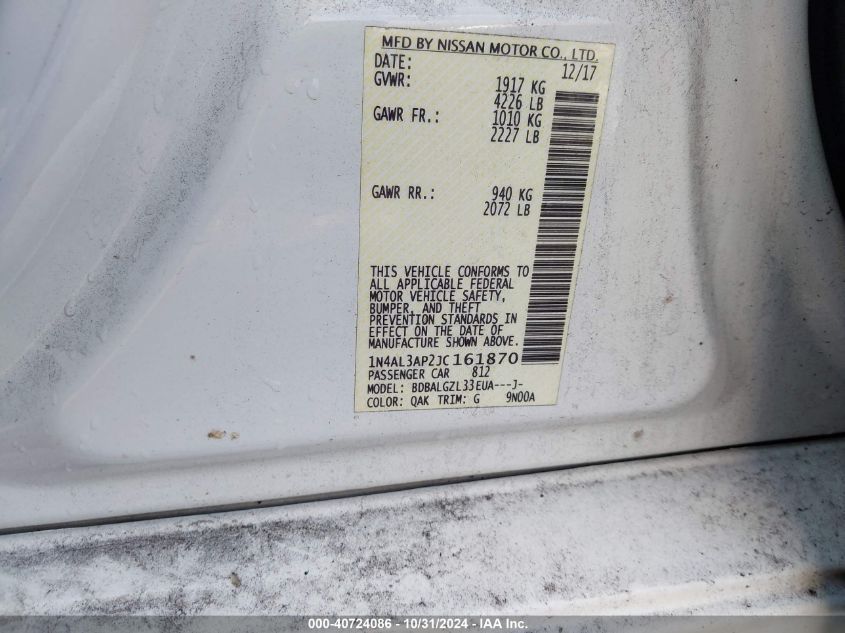 MFD BY NISSAN MOTOR CO., LTD.
DATE: 12/17
GVWR: 1917 KG
4226 LB
GAWR FR.: 1010 KG
2227 LB
GAWR RR.: 940 KG
2072 LB
THIS VEHICLE CONFORMS TO
ALL APPLICABLE FEDERAL
MOTOR VEHICLE SAFETY,
BUMPER, AND THEFT
PREVENTION STANDARDS IN
EFFECT ON THE DATE OF
MANUFACTURE SHOWN ABOVE.
1N4AL3AP2JC161870
PASSENGER CAR 812
MODEL: BDBALGZL33EUA---J-
COLOR: QAK TRIM: G 9N00A
000-40724086 - 10/31/2024 - IAA Inc.